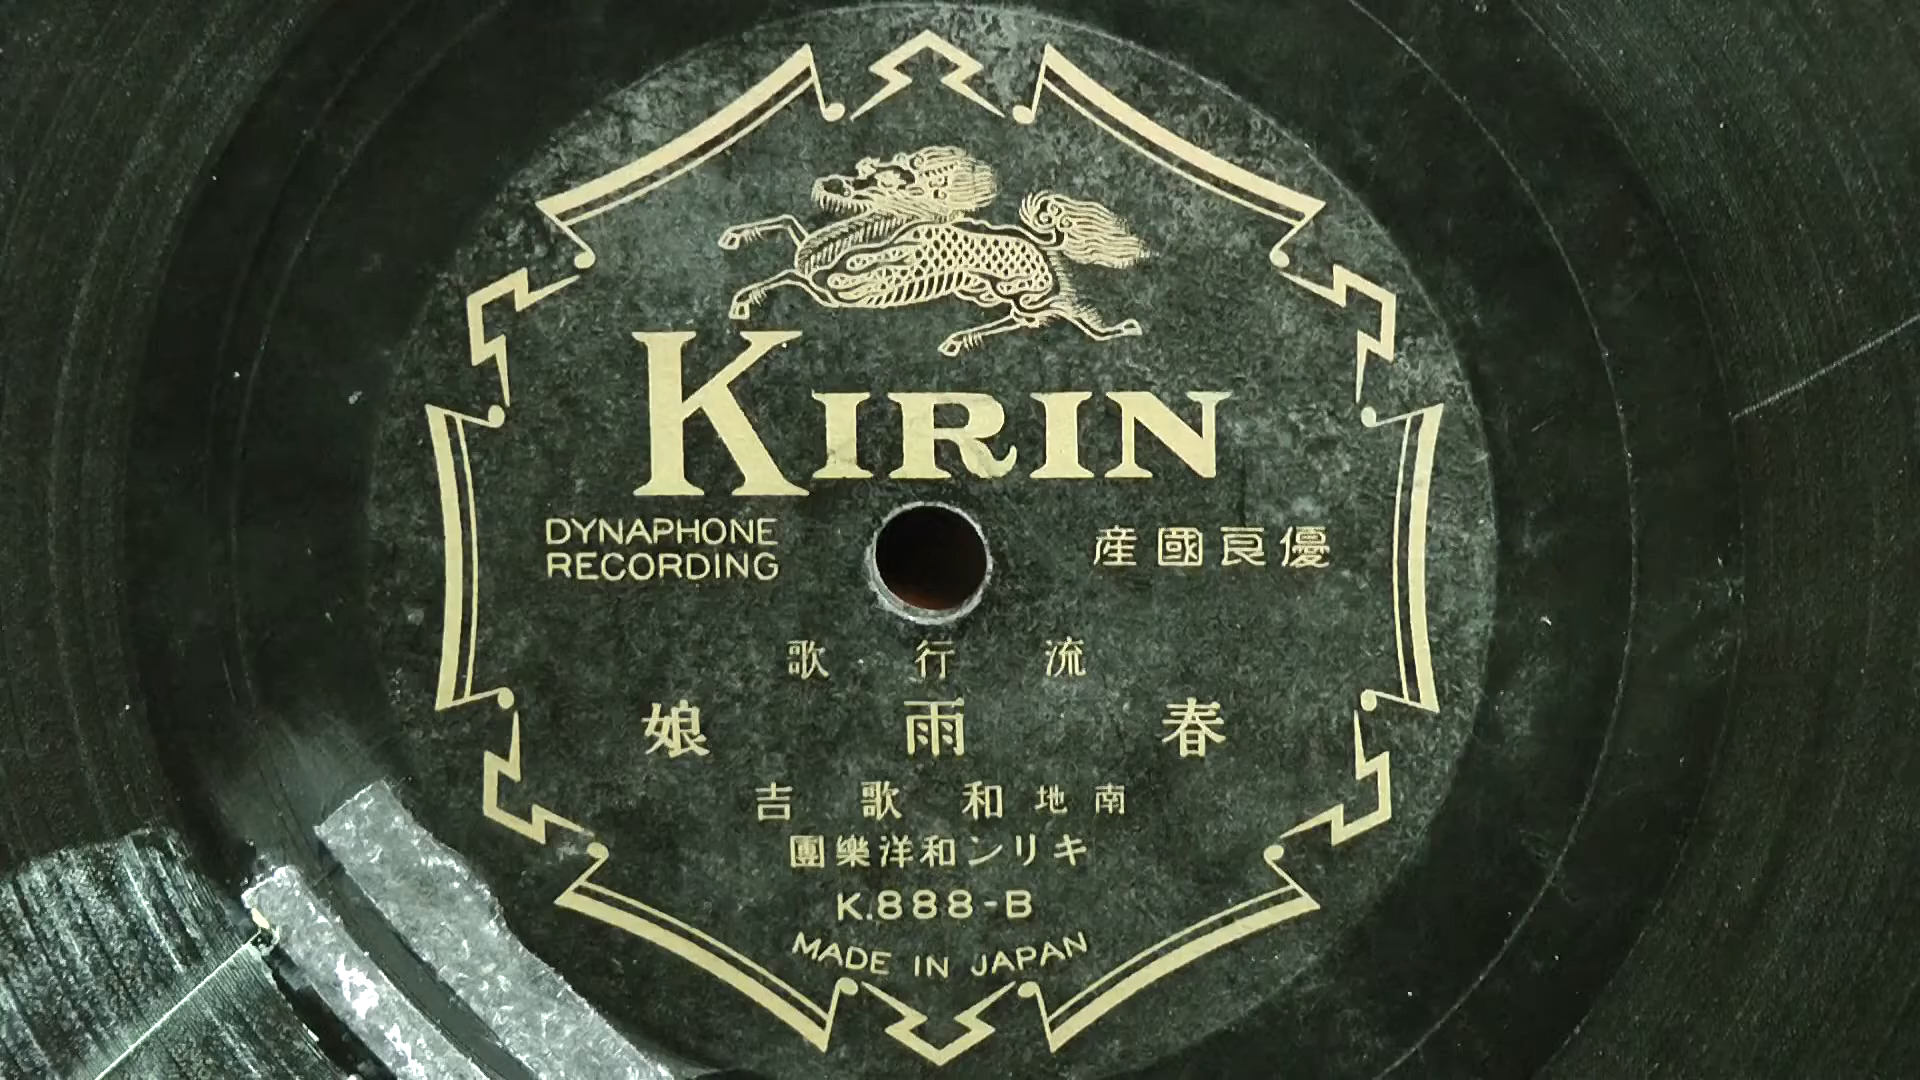 KIRIN
DYNAPHONE
RECORDING
優良國産
流行歌
春雨娘
南地和歌吉
キリン和洋樂團
K.888-B
MADE IN JAPAN